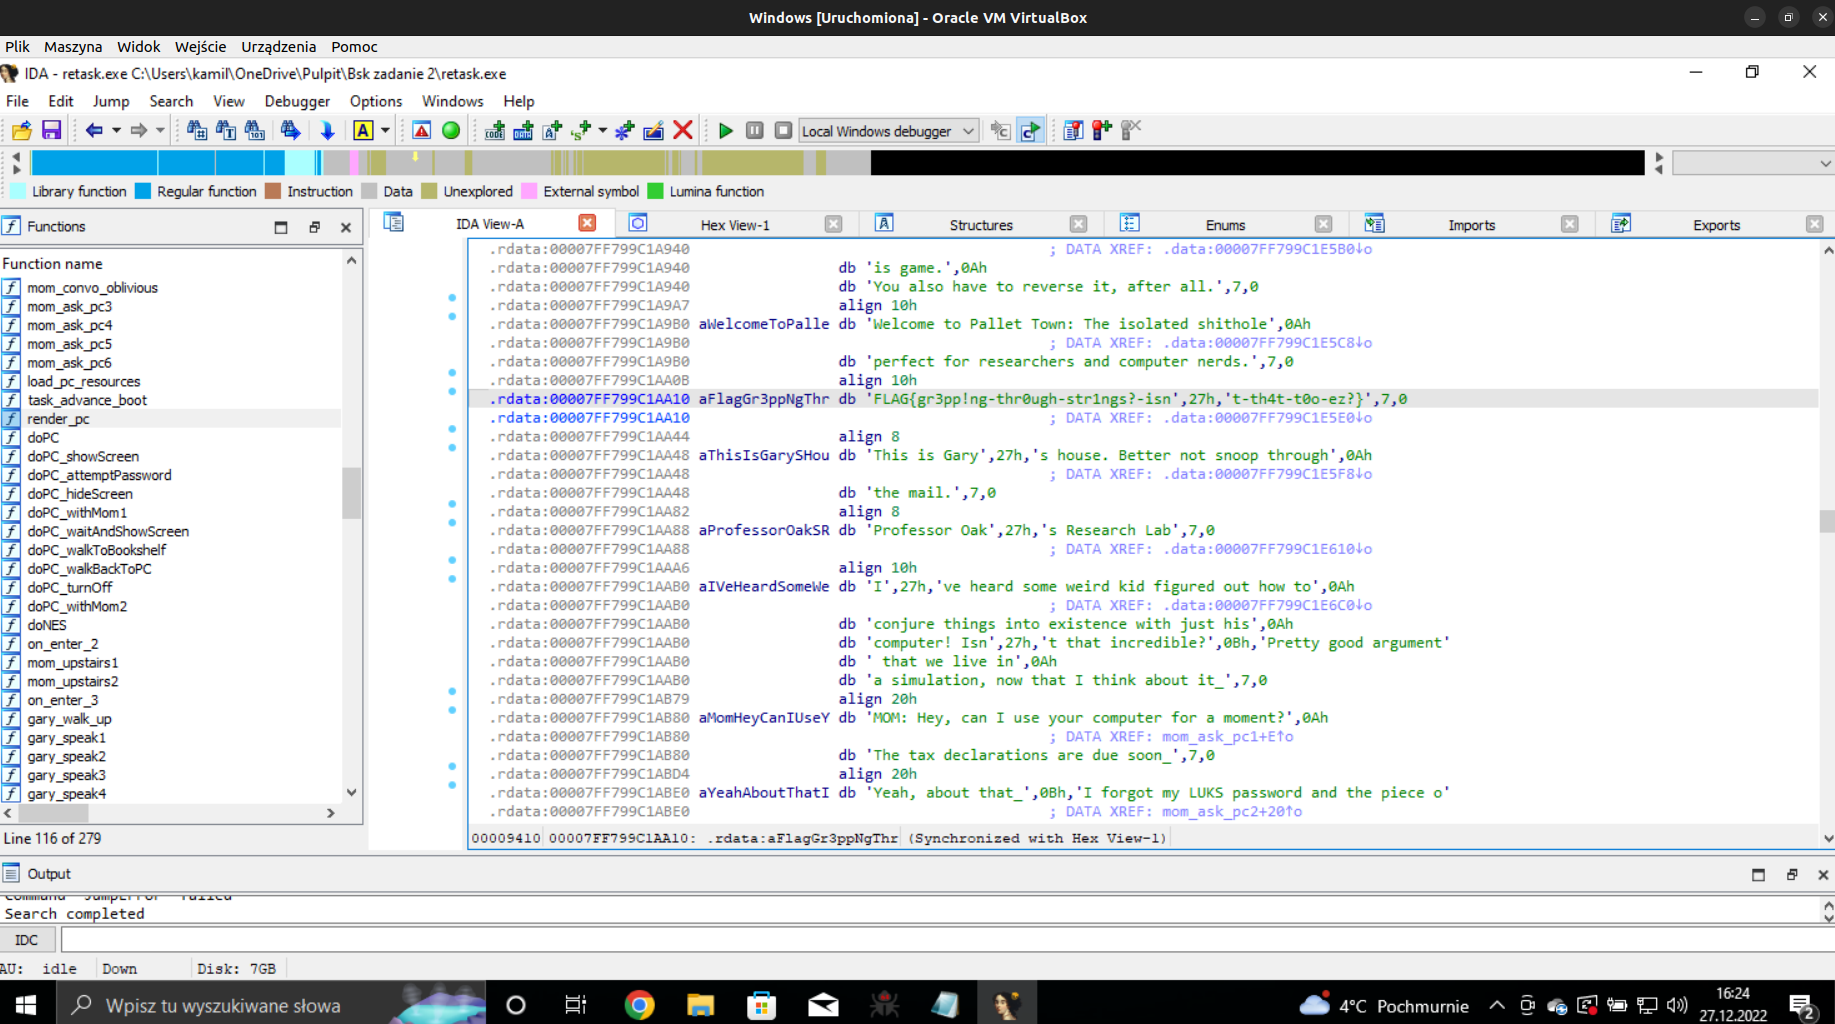 Windows [Uruchomiona] - Oracle VM VirtualBox
Plik Maszyna Widok Wejście Urządzenia Pomoc
IDA - retask.exe C:\Users\kamil\OneDrive\Pulpit\Bsk zadanie 2\retask.exe
File Edit Jump Search View Debugger Options Windows Help
Local Windows debugger
Library function Regular function Instruction Data Unexplored External symbol Lumina function
Functions
IDA View-A Hex View-1 Structures Enums Imports Exports
Function name
mom_convo_oblivious
mom_ask_pc3
mom_ask_pc4
mom_ask_pc5
mom_ask_pc6
load_pc_resources
task_advance_boot
render_pc
doPC
doPC_showScreen
doPC_attemptPassword
doPC_hideScreen
doPC_withMom1
doPC_waitAndShowScreen
doPC_walkToBookshelf
doPC_walkBackToPC
doPC_turnOff
doPC_withMom2
doNES
on_enter_2
mom_upstairs1
mom_upstairs2
on_enter_3
gary_walk_up
gary_speak1
gary_speak2
gary_speak3
gary_speak4
Line 116 of 279
.rdata:00007FF799C1A940 ; DATA XREF: .data:00007FF799C1E5B0↓o
.rdata:00007FF799C1A940 db 'is game.',0Ah
.rdata:00007FF799C1A940 db 'You also have to reverse it, after all.',7,0
.rdata:00007FF799C1A9A7 align 10h
.rdata:00007FF799C1A9B0 aWelcomeToPalle db 'Welcome to Pallet Town: The isolated shithole',0Ah
.rdata:00007FF799C1A9B0 ; DATA XREF: .data:00007FF799C1E5C8↓o
.rdata:00007FF799C1A9B0 db 'perfect for researchers and computer nerds.',7,0
.rdata:00007FF799C1AA0B align 10h
.rdata:00007FF799C1AA10 aFlagGr3ppNgThr db 'FLAG{gr3pp!ng-thr0ugh-str1ngs?-isn',27h,'t-th4t-t0o-ez?}',7,0
.rdata:00007FF799C1AA10 ; DATA XREF: .data:00007FF799C1E5E0↓o
.rdata:00007FF799C1AA44 align 8
.rdata:00007FF799C1AA48 aThisIsGarySHou db 'This is Gary',27h,'s house. Better not snoop through',0Ah
.rdata:00007FF799C1AA48 ; DATA XREF: .data:00007FF799C1E5F8↓o
.rdata:00007FF799C1AA48 db 'the mail.',7,0
.rdata:00007FF799C1AA82 align 8
.rdata:00007FF799C1AA88 aProfessorOakSR db 'Professor Oak',27h,'s Research Lab',7,0
.rdata:00007FF799C1AA88 ; DATA XREF: .data:00007FF799C1E610↓o
.rdata:00007FF799C1AAA6 align 10h
.rdata:00007FF799C1AAB0 aIVeHeardSomeWe db 'I',27h,'ve heard some weird kid figured out how to',0Ah
.rdata:00007FF799C1AAB0 ; DATA XREF: .data:00007FF799C1E6C0↓o
.rdata:00007FF799C1AAB0 db 'conjure things into existence with just his',0Ah
.rdata:00007FF799C1AAB0 db 'computer! Isn',27h,'t that incredible?',0Bh,'Pretty good argument'
.rdata:00007FF799C1AAB0 db ' that we live in',0Ah
.rdata:00007FF799C1AAB0 db 'a simulation, now that I think about it_',7,0
.rdata:00007FF799C1AB79 align 20h
.rdata:00007FF799C1AB80 aMomHeyCanIUseY db 'MOM: Hey, can I use your computer for a moment?',0Ah
.rdata:00007FF799C1AB80 ; DATA XREF: mom_ask_pc1+E↑o
.rdata:00007FF799C1AB80 db 'The tax declarations are due soon_',7,0
.rdata:00007FF799C1ABD4 align 20h
.rdata:00007FF799C1ABE0 aYeahAboutThatI db 'Yeah, about that_',0Bh,'I forgot my LUKS password and the piece o'
.rdata:00007FF799C1ABE0 ; DATA XREF: mom_ask_pc2+20↑o
00009410 00007FF799C1AA10: .rdata:aFlagGr3ppNgThr (Synchronized with Hex View-1)
Output
Command "JumpError" failed
Search completed
IDC
AU: idle Down Disk: 7GB
Wpisz tu wyszukiwane słowa
4°C Pochmurnie
16:24
27.12.2022
2